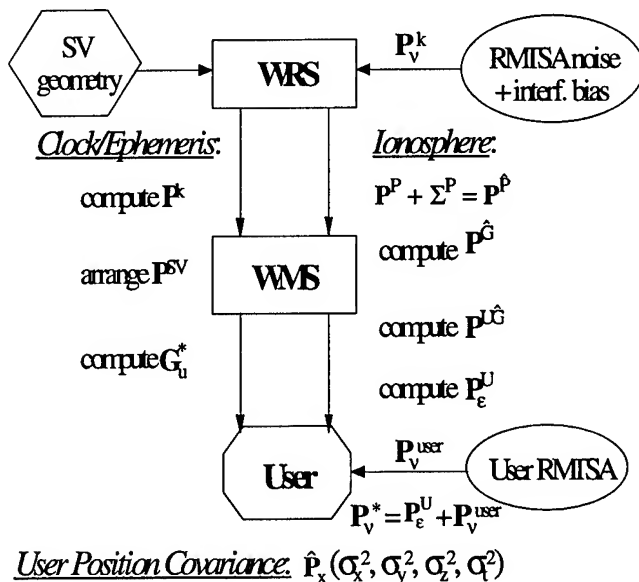 SV
geometry
WRS
P_ν^k
RMTSA noise
+ interf. bias
Clock/Ephemeris:
compute P^k
arrange P^SV
compute G_u^*
Ionosphere:
P^P + Σ^P = P^P̂
compute P^Ĝ
compute P^UĜ
compute P_ε^U
WMS
User
P_ν^user
User RMTSA
P_ν^* = P_ε^U + P_ν^user
User Position Covariance: P̂_x (σ_x^2, σ_y^2, σ_z^2, σ_t^2)